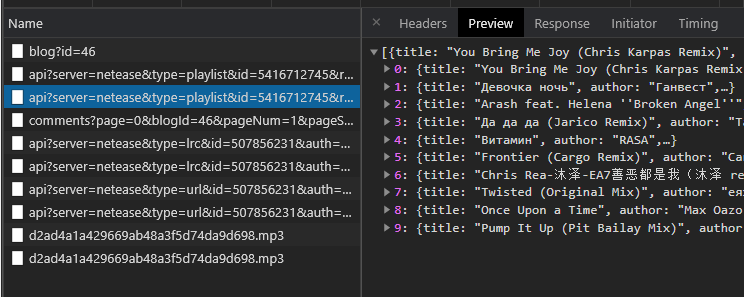 Name
blog?id=46
api?server=netease&type=playlist&id=5416712745&r...
api?server=netease&type=playlist&id=5416712745&r...
comments?page=0&blogId=46&pageNum=1&pageS...
api?server=netease&type=lrc&id=507856231&auth=...
api?server=netease&type=lrc&id=507856231&auth=...
api?server=netease&type=url&id=507856231&auth=...
api?server=netease&type=url&id=507856231&auth=...
d2ad4a1a429669ab48a3f5d74da9d698.mp3
d2ad4a1a429669ab48a3f5d74da9d698.mp3
Headers Preview Response Initiator Timing
[{title: "You Bring Me Joy (Chris Karpas Remix)",
0: {title: "You Bring Me Joy (Chris Karpas Remix
1: {title: "Девочка ночь", author: "Ганвест",…}
2: {title: "Arash feat. Helena ''Broken Angel''"
3: {title: "Да да да (Jarico Remix)", author: "Та
4: {title: "Витамин", author: "RASA",…}
5: {title: "Frontier (Cargo Remix)", author: "Ca
6: {title: "Chris Rea-沐泽-EA7善恶都是我（沐泽 re
7: {title: "Twisted (Original Mix)", author: "ея
8: {title: "Once Upon a Time", author: "Max Oazo
9: {title: "Pump It Up (Pit Bailay Mix)", author: